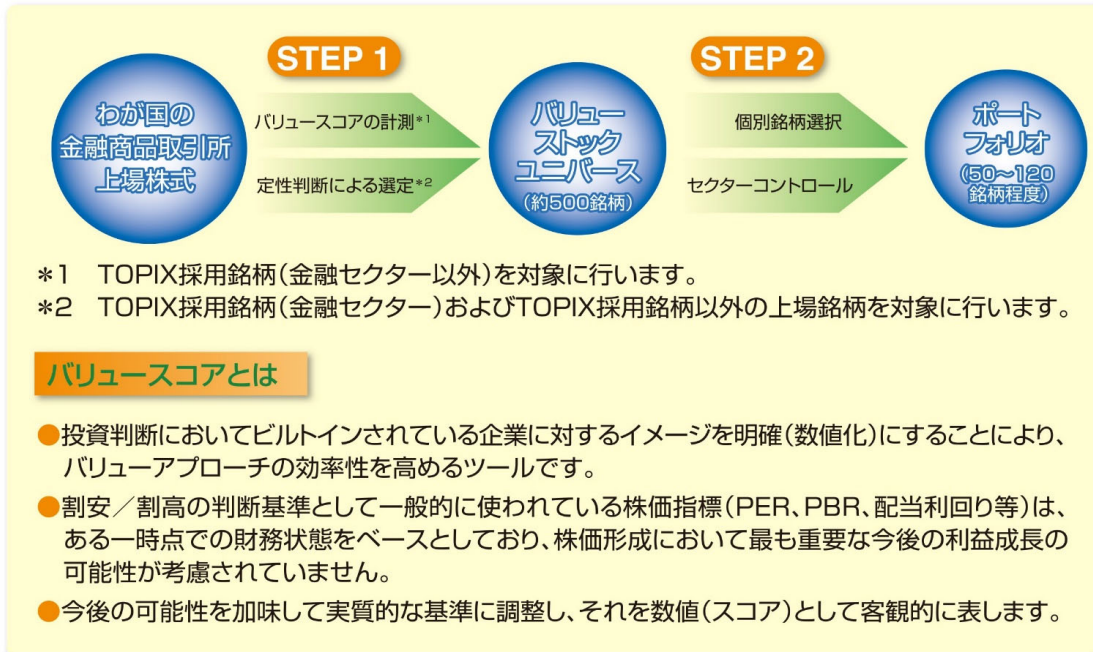 STEP 1
STEP 2
わが国の
金融商品取引所
上場株式
バリュースコアの計測*1
定性判断による選定*2
バリュー
ストック
ユニバース
(約500銘柄)
個別銘柄選択
セクターコントロール
ポート
フォリオ
(50〜120
銘柄程度)
*1 TOPIX採用銘柄(金融セクター以外)を対象に行います。
*2 TOPIX採用銘柄(金融セクター)およびTOPIX採用銘柄以外の上場銘柄を対象に行います。
バリュースコアとは
●投資判断においてビルトインされている企業に対するイメージを明確(数値化)にすることにより、
バリューアプローチの効率性を高めるツールです。
●割安/割高の判断基準として一般的に使われている株価指標(PER、PBR、配当利回り等)は、
ある一時点での財務状態をベースとしており、株価形成において最も重要な今後の利益成長の
可能性が考慮されていません。
●今後の可能性を加味して実質的な基準に調整し、それを数値(スコア)として客観的に表します。